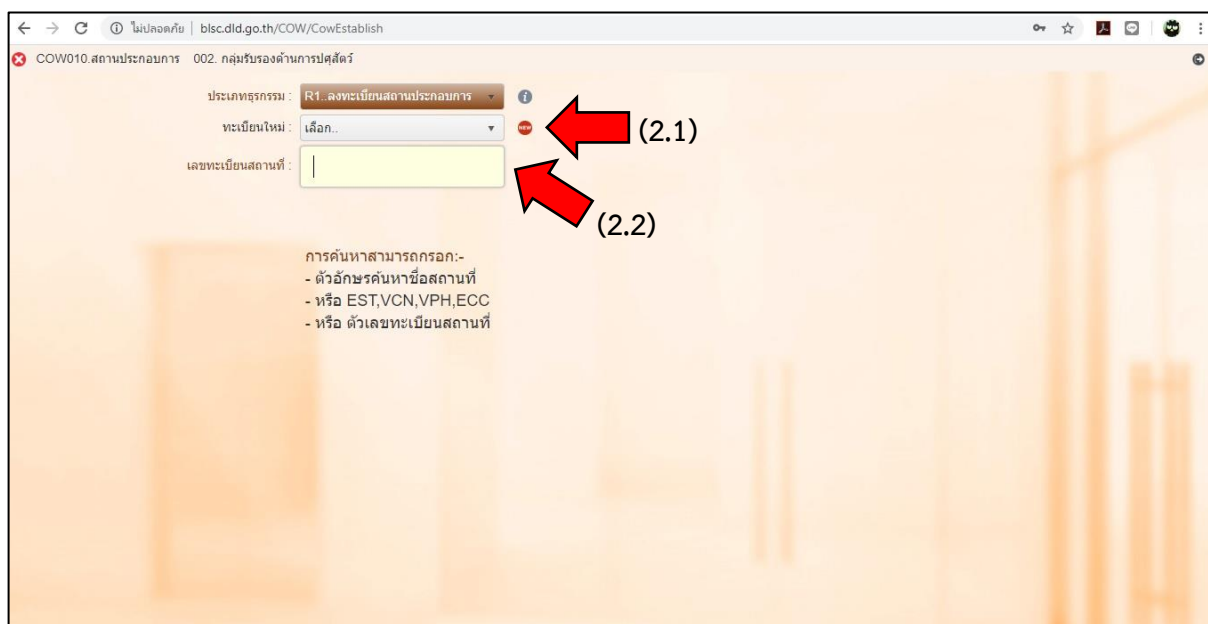 ไม่ปลอดภัย | blsc.dld.go.th/COW/CowEstablish
COW010.สถานประกอบการ 002. กลุ่มรับรองด้านการปศุสัตว์
ประเภทธุรกรรม : R1..ลงทะเบียนสถานประกอบการ
ทะเบียนใหม่ : เลือก.. NEW (2.1)
เลขทะเบียนสถานที่ :
(2.2)
การค้นหาสามารถกรอก:-
- ตัวอักษรค้นหาชื่อสถานที่
- หรือ EST,VCN,VPH,ECC
- หรือ ตัวเลขทะเบียนสถานที่